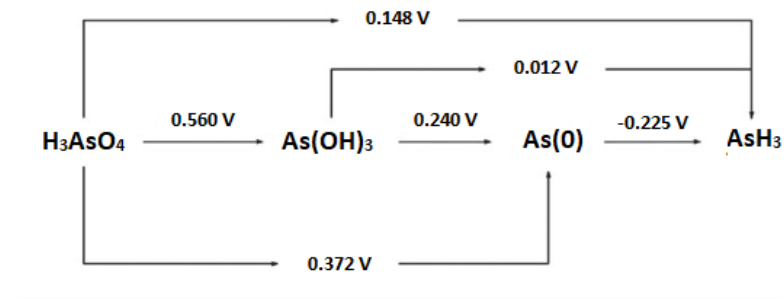 0.148 V
0.012 V
0.560 V 0.240 V -0.225 V
H₃AsO₄ As(OH)₃ As(0) AsH₃
0.372 V